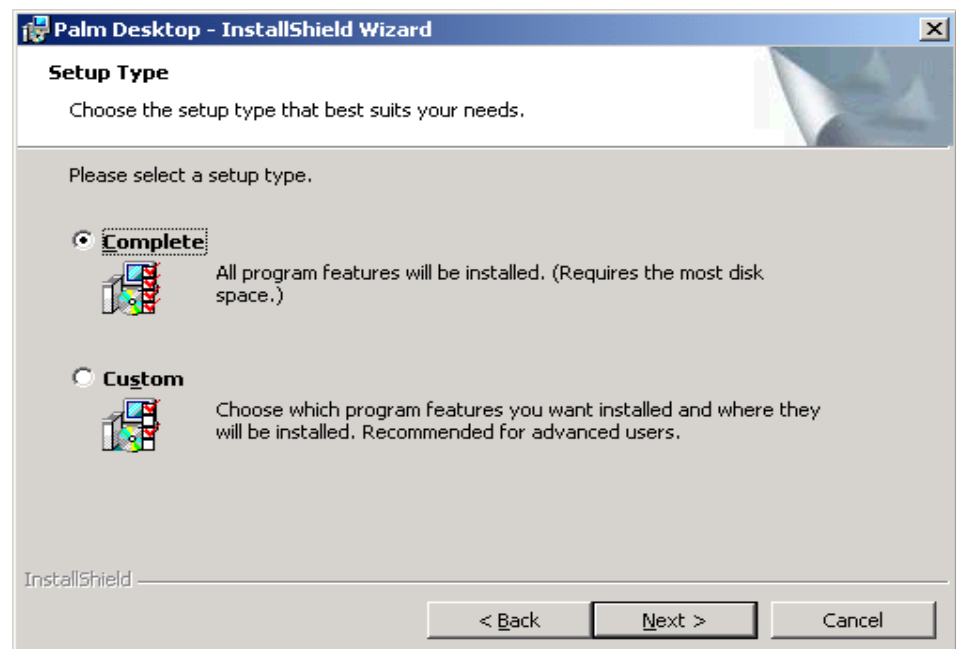 Palm Desktop - InstallShield Wizard
Setup Type
Choose the setup type that best suits your needs.
Please select a setup type.
Complete
All program features will be installed. (Requires the most disk
space.)
Custom
Choose which program features you want installed and where they
will be installed. Recommended for advanced users.
InstallShield
< Back Next > Cancel